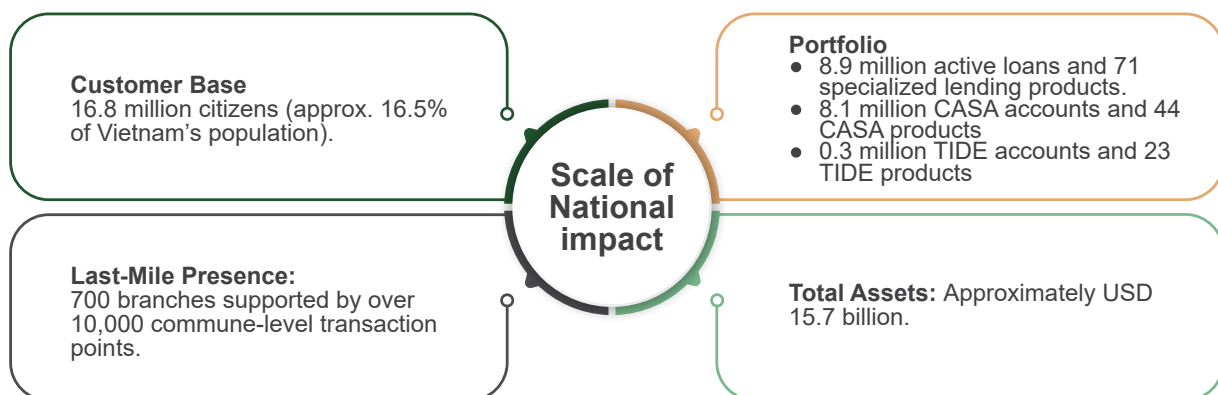 Customer Base
16.8 million citizens (approx. 16.5%
of Vietnam’s population).
Portfolio
● 8.9 million active loans and 71
specialized lending products.
● 8.1 million CASA accounts and 44
CASA products
● 0.3 million TIDE accounts and 23
TIDE products
Scale of
National
impact
Last-Mile Presence:
700 branches supported by over
10,000 commune-level transaction
points.
Total Assets: Approximately USD
15.7 billion.